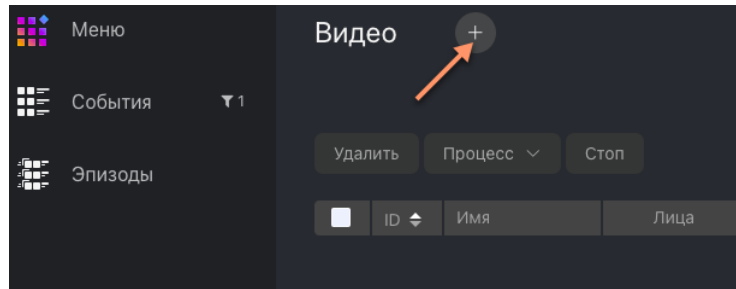 Меню
Видео +
События 1
Эпизоды
Удалить Процесс Стоп
ID Имя Лица